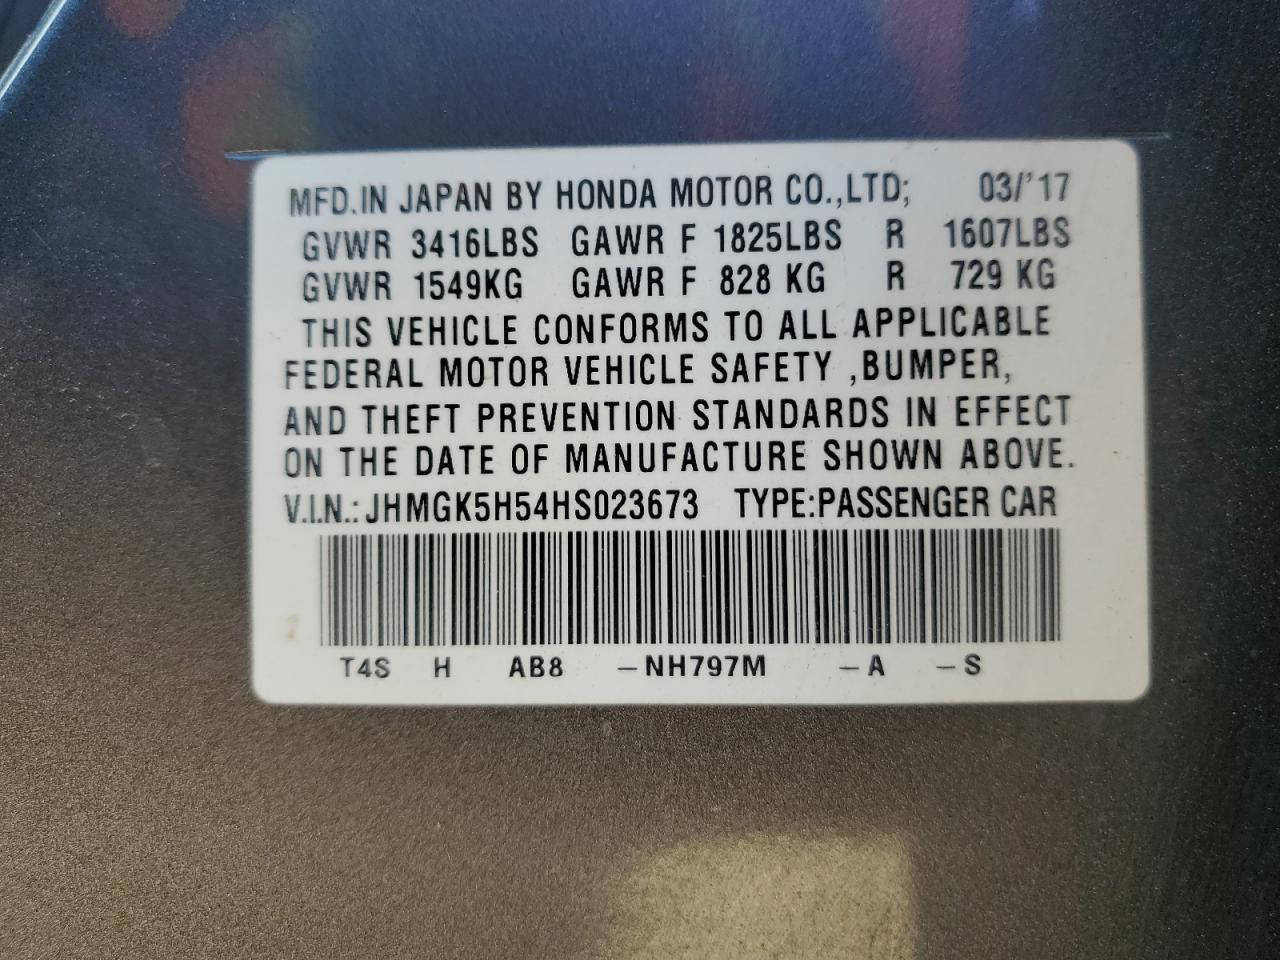 MFD.IN JAPAN BY HONDA MOTOR CO.,LTD; 03/'17
GVWR 3416LBS GAWR F 1825LBS R 1607LBS
GVWR 1549KG GAWR F 828 KG R 729 KG
THIS VEHICLE CONFORMS TO ALL APPLICABLE
FEDERAL MOTOR VEHICLE SAFETY ,BUMPER,
AND THEFT PREVENTION STANDARDS IN EFFECT
ON THE DATE OF MANUFACTURE SHOWN ABOVE.
V.I.N.: JHMGK5H54HS023673 TYPE:PASSENGER CAR
T4S H AB8 –NH797M –A –S